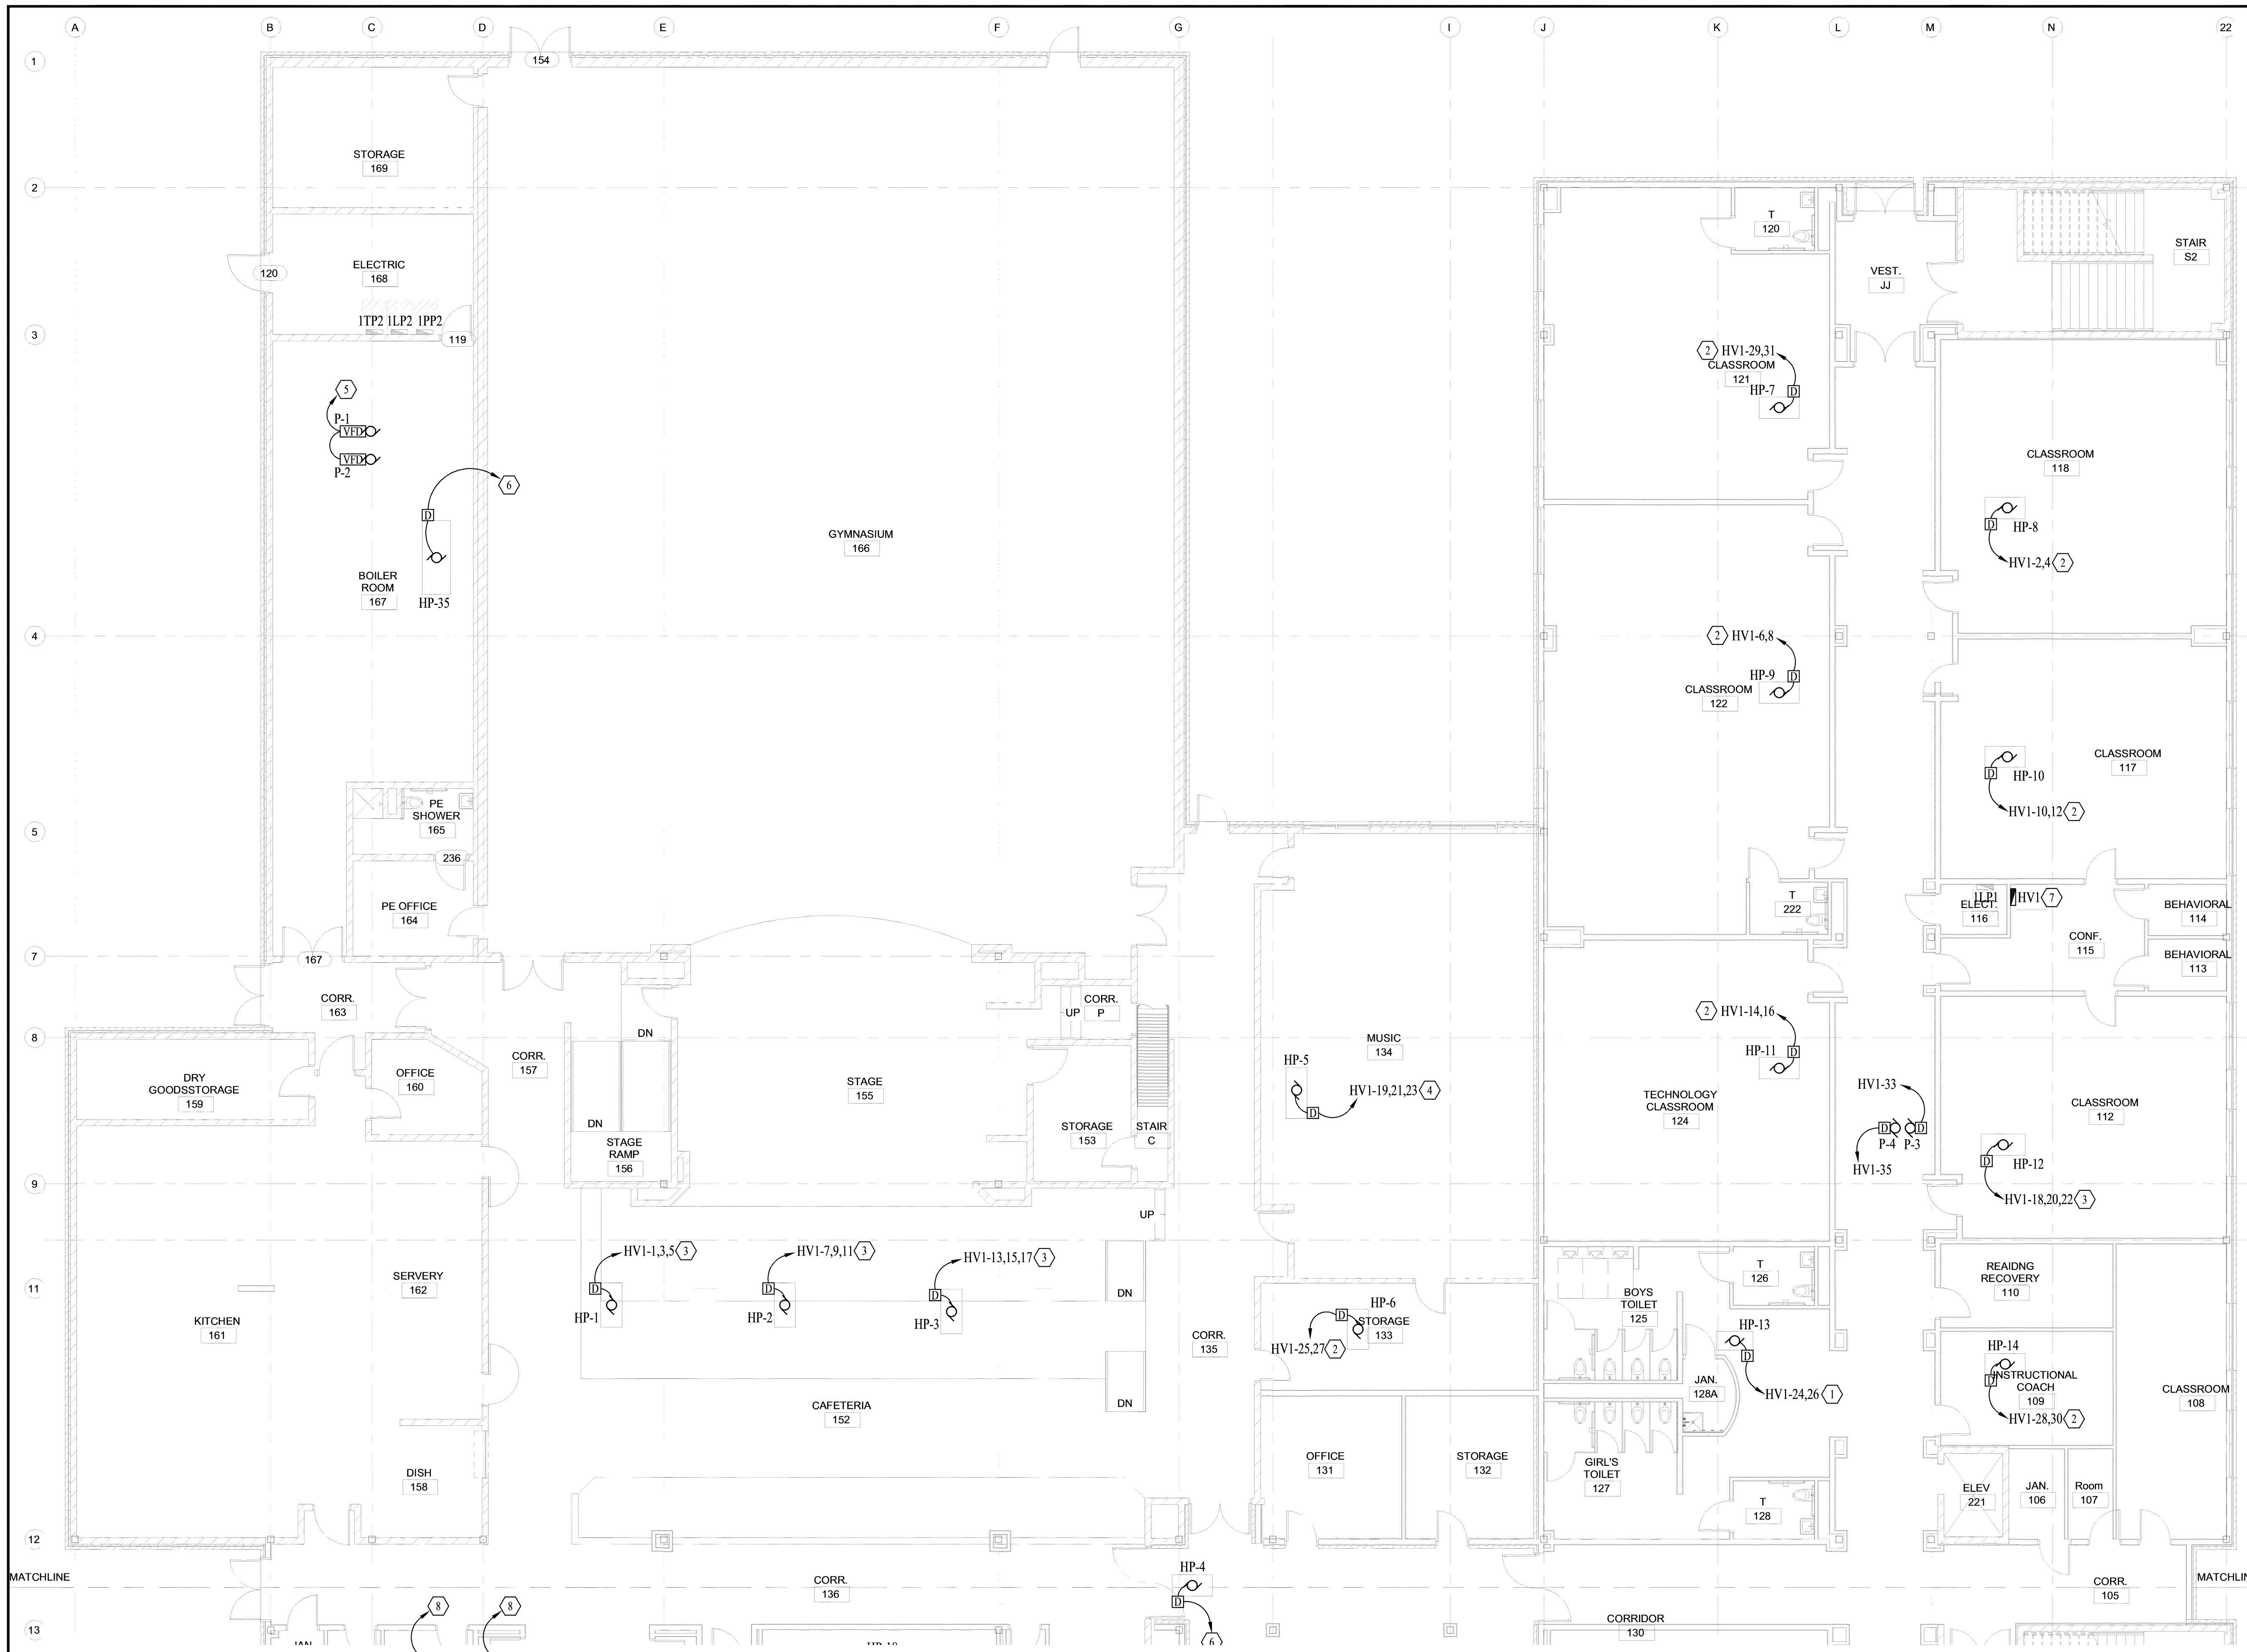 A B C D E F G I J K L M N 22
1
154
STORAGE
169
2
T
120
STAIR
S2
120
ELECTRIC
168
VEST.
JJ
1TP2 1LP2 1PP2
3
119
2 HV1-29,31
CLASSROOM
121
HP-7
D
5
P-1
VFD
VFD
P-2
6
D
HP-35
CLASSROOM
118
D
HP-8
HV1-2,4 2
GYMNASIUM
166
BOILER
ROOM
167
4
2 HV1-6,8
HP-9
D
CLASSROOM
122
CLASSROOM
117
D
HP-10
HV1-10,12 2
PE
SHOWER
165
5
236
PE OFFICE
164
T
222
1LP1
ELECT.
116
HV1 7
BEHAVIORAL
114
CONF.
115
BEHAVIORAL
113
7
167
CORR.
163
CORR.
P
UP
DN
2 HV1-14,16
HP-11
D
8
MUSIC
134
HP-5
D
HV1-19,21,23 4
CORR.
157
OFFICE
160
DRY
GOODSSTORAGE
159
STAGE
155
TECHNOLOGY
CLASSROOM
124
HV1-33
D
D
P-4 P-3
HV1-35
CLASSROOM
112
DN
STAGE
RAMP
156
STORAGE
153
STAIR
C
D
HP-12
HV1-18,20,22 3
9
UP
HV1-1,3,5 3
D
HP-1
HV1-7,9,11 3
D
HP-2
HV1-13,15,17 3
D
HP-3
SERVERY
162
11
DN
T
126
REAIDNG
RECOVERY
110
BOYS
TOILET
125
HP-6
D
STORAGE
133
HV1-25,27 2
KITCHEN
161
CORR.
135
HP-13
D
HV1-24,26 1
HP-14
D
INSTRUCTIONAL
COACH
109
HV1-28,30 2
JAN.
128A
CLASSROOM
108
CAFETERIA
152
DN
OFFICE
131
STORAGE
132
GIRL'S
TOILET
127
DISH
158
T
128
ELEV
221
JAN.
106
Room
107
12
MATCHLINE
CORR.
136
HP-4
D
6
CORR.
105
8
8
CORRIDOR
130
13